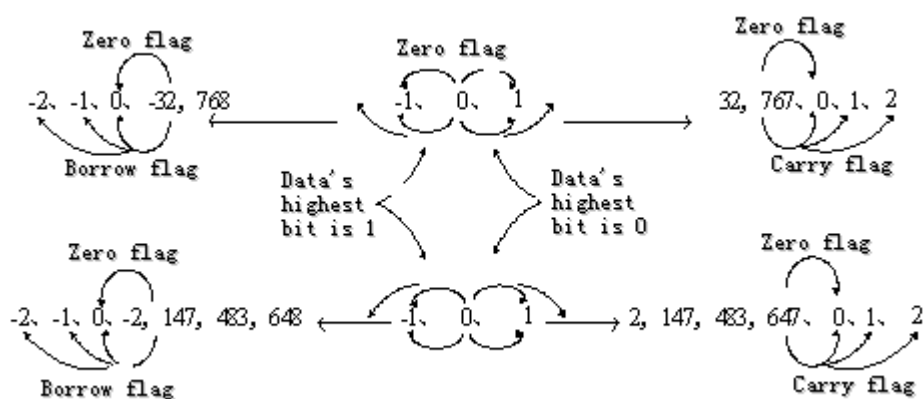 Zero flag
Zero flag
Zero flag
-2、 -1、 0、 -32, 768
-1、 0、 1
32, 767、 0、 1、 2
Borrow flag
Carry flag
Data's
highest
bit is 1
Data's
highest
bit is 0
Zero flag
Zero flag
-2、 -1、 0、 -2, 147, 483, 648
-1、 0、 1
2, 147, 483, 647、 0、 1、 2
Borrow flag
Carry flag